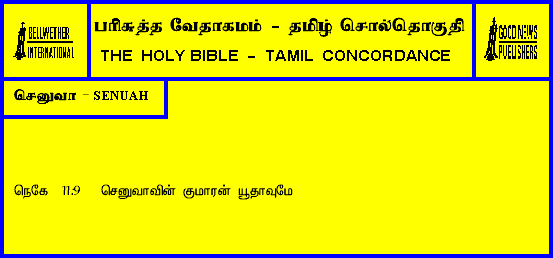 BELLWETHER
INTERNATIONAL
பரிசுத்த வேதாகமம் - தமிழ் சொல்தொகுதி
THE HOLY BIBLE - TAMIL CONCORDANCE
GOOD NEWS
PUBLISHERS
செனுவா - SENUAH
நெகே 11:9 செனுவாவின் குமாரன் யூதாவுமே